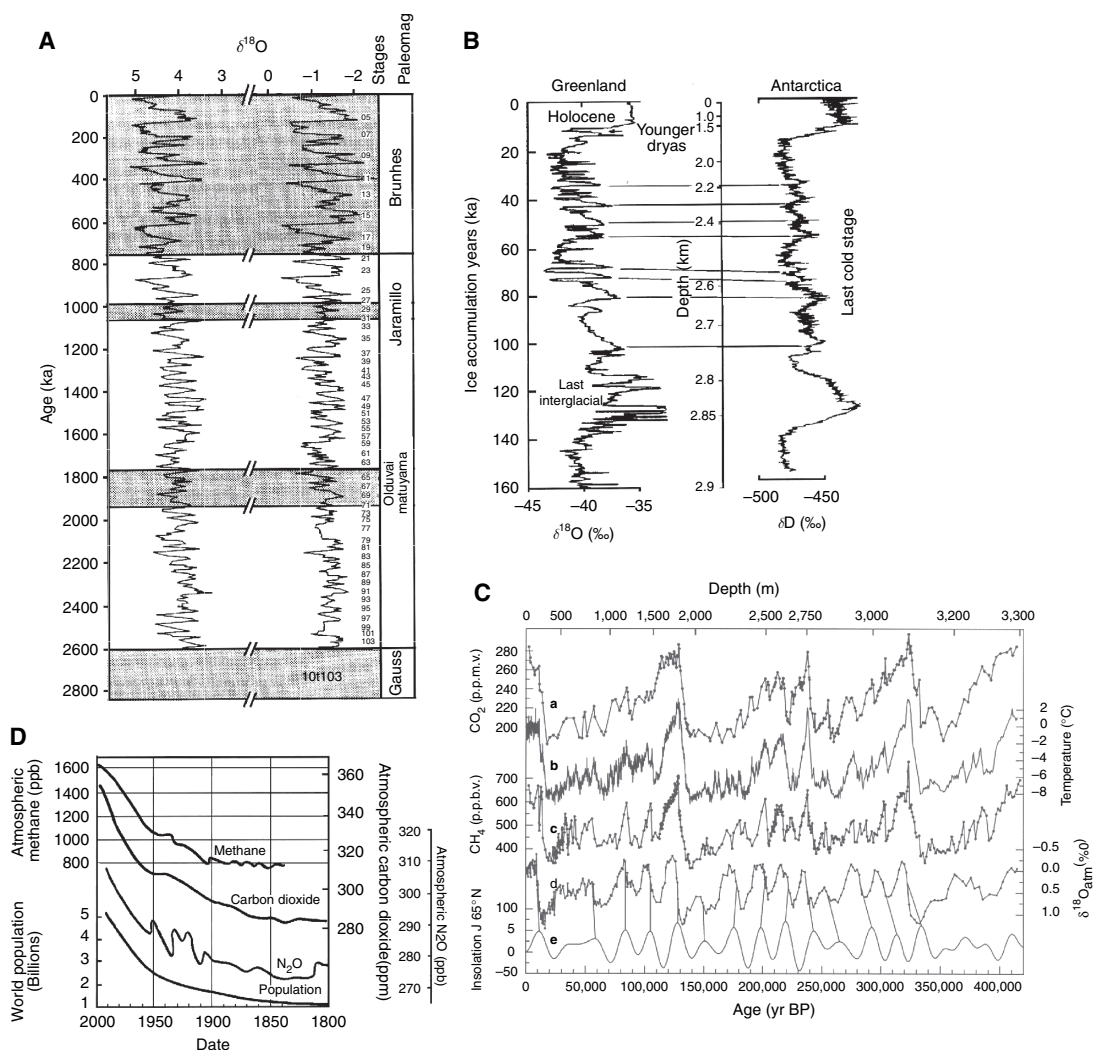 A
δ18O
5 4 3 0 –1 –2
Stages
Paleomag
0
200
400
600
800
1000
1200
1400
1600
1800
2000
2200
2400
2600
2800
Age (ka)
05
07
09
11
13
15
17
19
21
23
25
27
29
31
33
35
37
39
41
43
45
47
49
51
53
55
57
59
61
63
65
67
69
71
73
75
77
79
81
83
85
87
89
91
93
95
97
99
101
103
10t103
Brunhes
Jaramillo
Olduvai
matuyama
Gauss
B
Greenland
Antarctica
0
20
40
60
80
100
120
140
160
Ice accumulation years (ka)
Holocene
Younger
dryas
Last
interglacial
–45 –40 –35
δ18O (‰)
0
1.0
1.5
2.0
2.2
2.4
2.6
2.7
2.8
2.85
2.9
Depth (km)
Last cold stage
–500 –450
δD (‰)
C
Depth (m)
0 500 1,000 1,500 2,000 2,500 2,750 3,000 3,200 3,300
280
260
240
220
200
CO2 (p.p.m.v.)
a
b
c
d
e
2
0
–2
–4
–6
–8
Temperature (°C)
700
600
500
400
CH4 (p.p.b.v.)
–0.5
0.0
0.5
1.0
δ18Oatm(%0)
100
5
0
–50
Insolation J 65°N
0 50,000 100,000 150,000 200,000 250,000 300,000 350,000 400,000
Age (yr BP)
D
1600
1400
1200
1000
800
Atmospheric
methane (ppb)
5
4
3
2
1
World population
(Billions)
Methane
Carbon dioxide
N2O
Population
2000 1950 1900 1850 1800
Date
360
340
320
300
280
Atmospheric carbon
dioxide(ppm)
320
310
300
290
280
270
Atmospheric N2O (ppb)